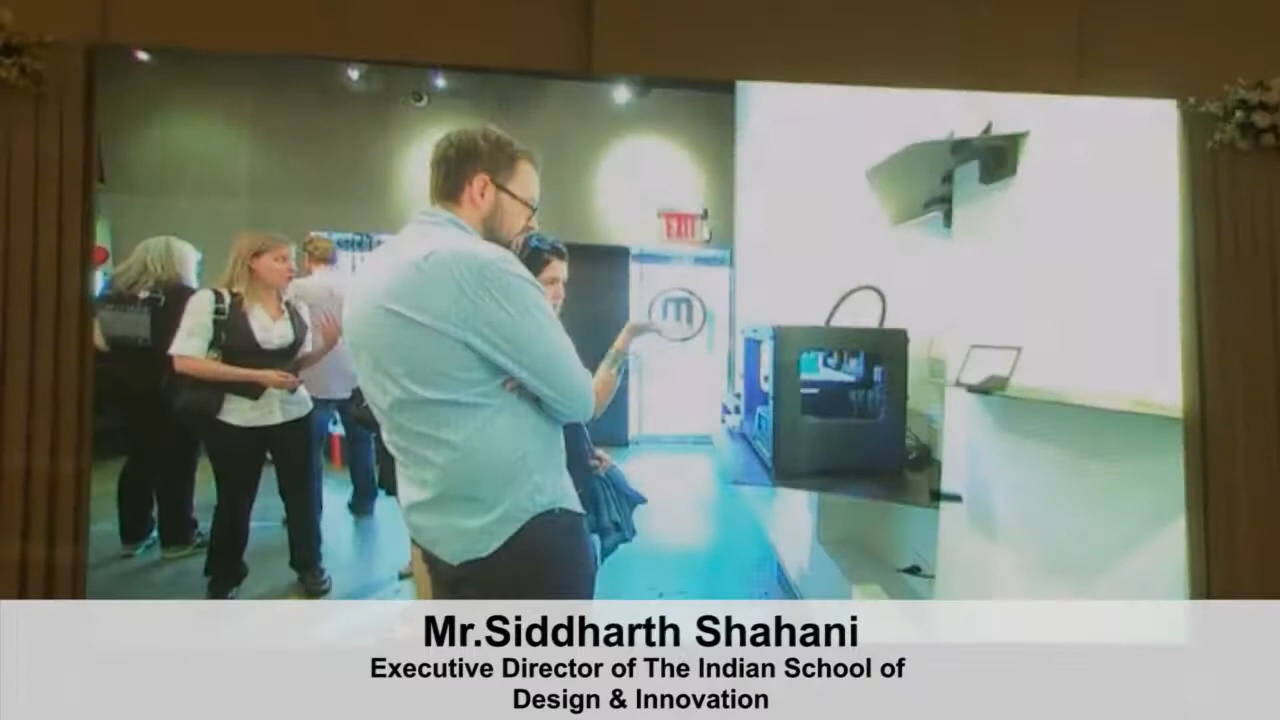 EXIT
m
Mr.Siddharth Shahani
Executive Director of The Indian School of
Design & Innovation